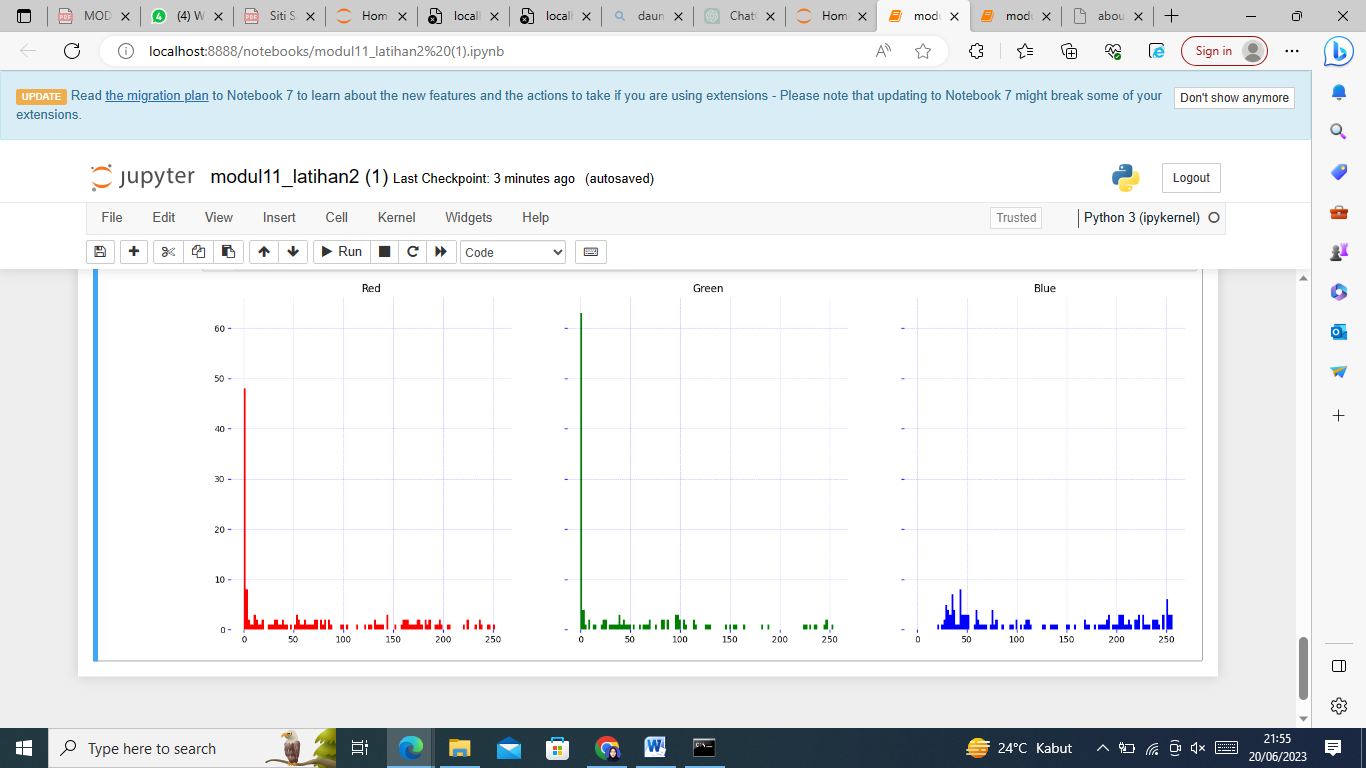 MOD
4
(4) W
Siti S
Hom
locall
locall
daun
Chat
Hom
modu
modu
abou
localhost:8888/notebooks/modul11_latihan2%20(1).ipynb
Sign in
UPDATE Read the migration plan to Notebook 7 to learn about the new features and the actions to take if you are using extensions - Please note that updating to Notebook 7 might break some of your
extensions.
Don't show anymore
jupyter modul11_latihan2 (1) Last Checkpoint: 3 minutes ago (autosaved)
Logout
File Edit View Insert Cell Kernel Widgets Help
Trusted
Python 3 (ipykernel)
Run
Code
Red Green Blue
60
50
40
30
20
10
0
0 50 100 150 200 250
0 50 100 150 200 250
0 50 100 150 200 250
Type here to search
24°C Kabut
21:55
20/06/2023